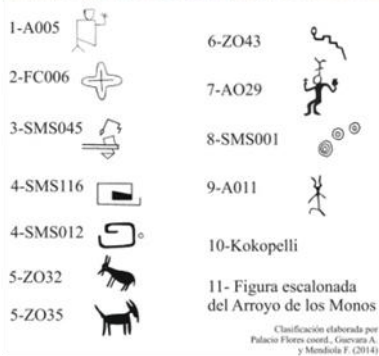 1-A005
2-FC006
3-SMS045
4-SMS116
4-SMS012
5-ZO32
5-ZO35
6-ZO43
7-AO29
8-SMS001
9-A011
10-Kokopelli
11- Figura escalonada
del Arroyo de los Monos
Clasificación elaborada por
Palacio Flores coord., Guevara A.
y Mendiola F. (2014)